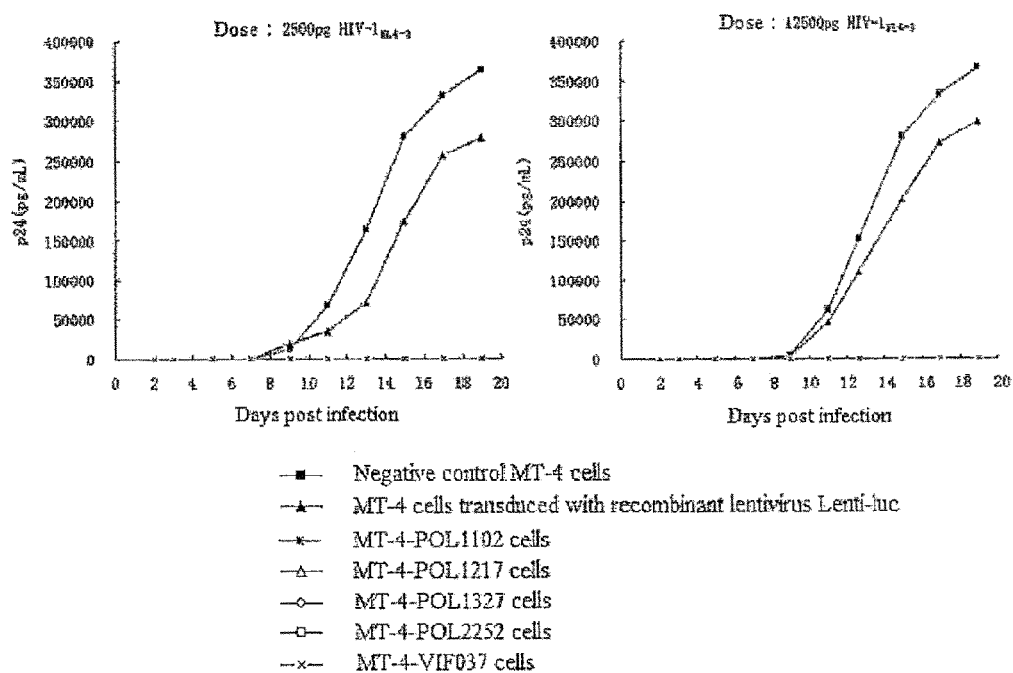 Dose : 2500pg HIV-1NL4-3
400000
350000
300000
250000
200000
150000
100000
50000
0
p24(pg/mL)
0 2 4 6 8 10 12 14 16 18 20
Days post infection
Dose : 12500pg HIV-1NL4-3
400000
350000
300000
250000
200000
150000
100000
50000
0
p24(pg/mL)
0 2 4 6 8 10 12 14 16 18 20
Days post infection
Negative control MT-4 cells
MT-4 cells transduced with recombinant lentivirus Lenti-luc
MT-4-POL1102 cells
MT-4-POL1217 cells
MT-4-POL1327 cells
MT-4-POL2252 cells
MT-4-VIF037 cells